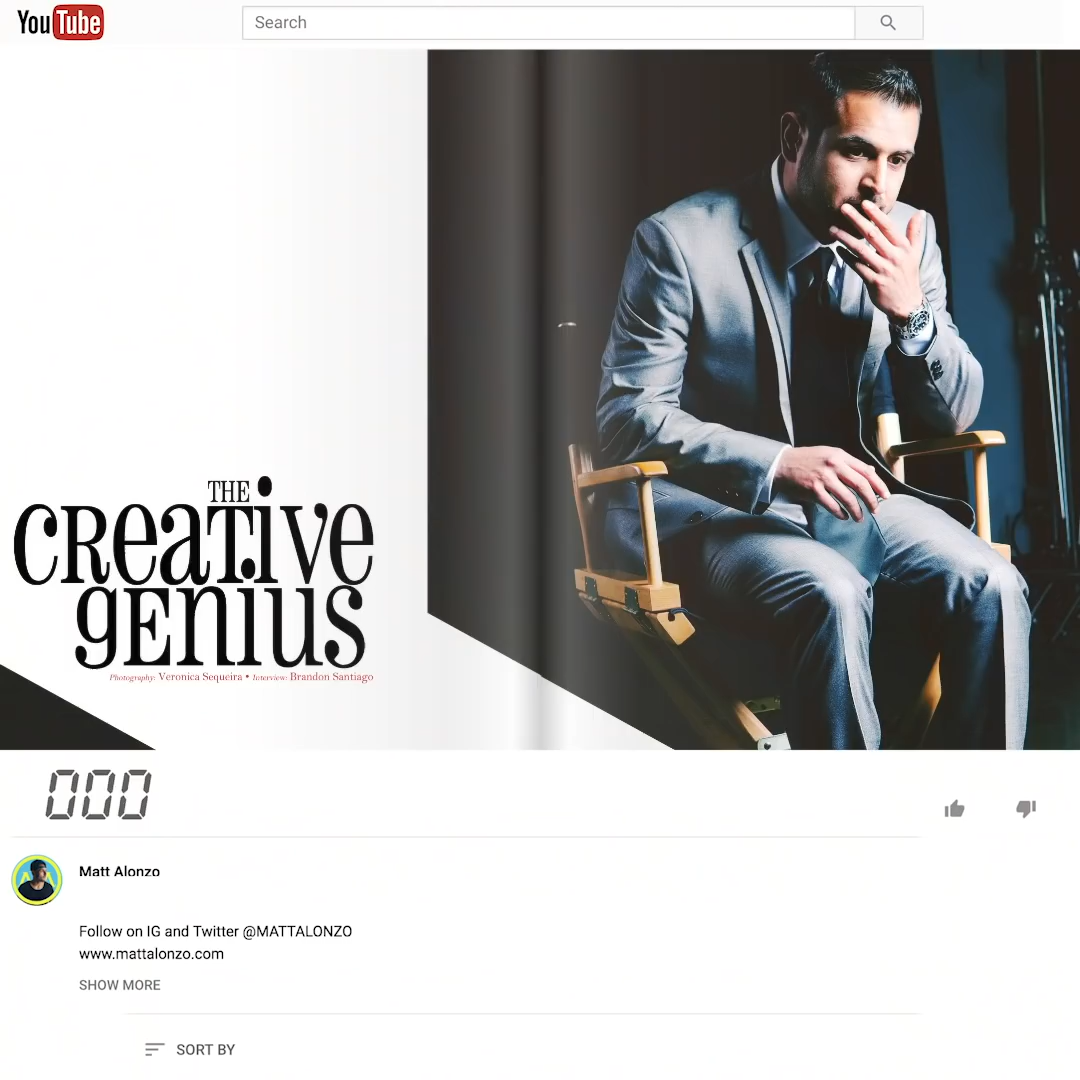 YouTube
Search
THE
CREATIVE
GENIUS
Photography: Veronica Sequeira • Interview: Brandon Santiago
000
Matt Alonzo
Follow on IG and Twitter @MATTALONZO
www.mattalonzo.com
SHOW MORE
SORT BY